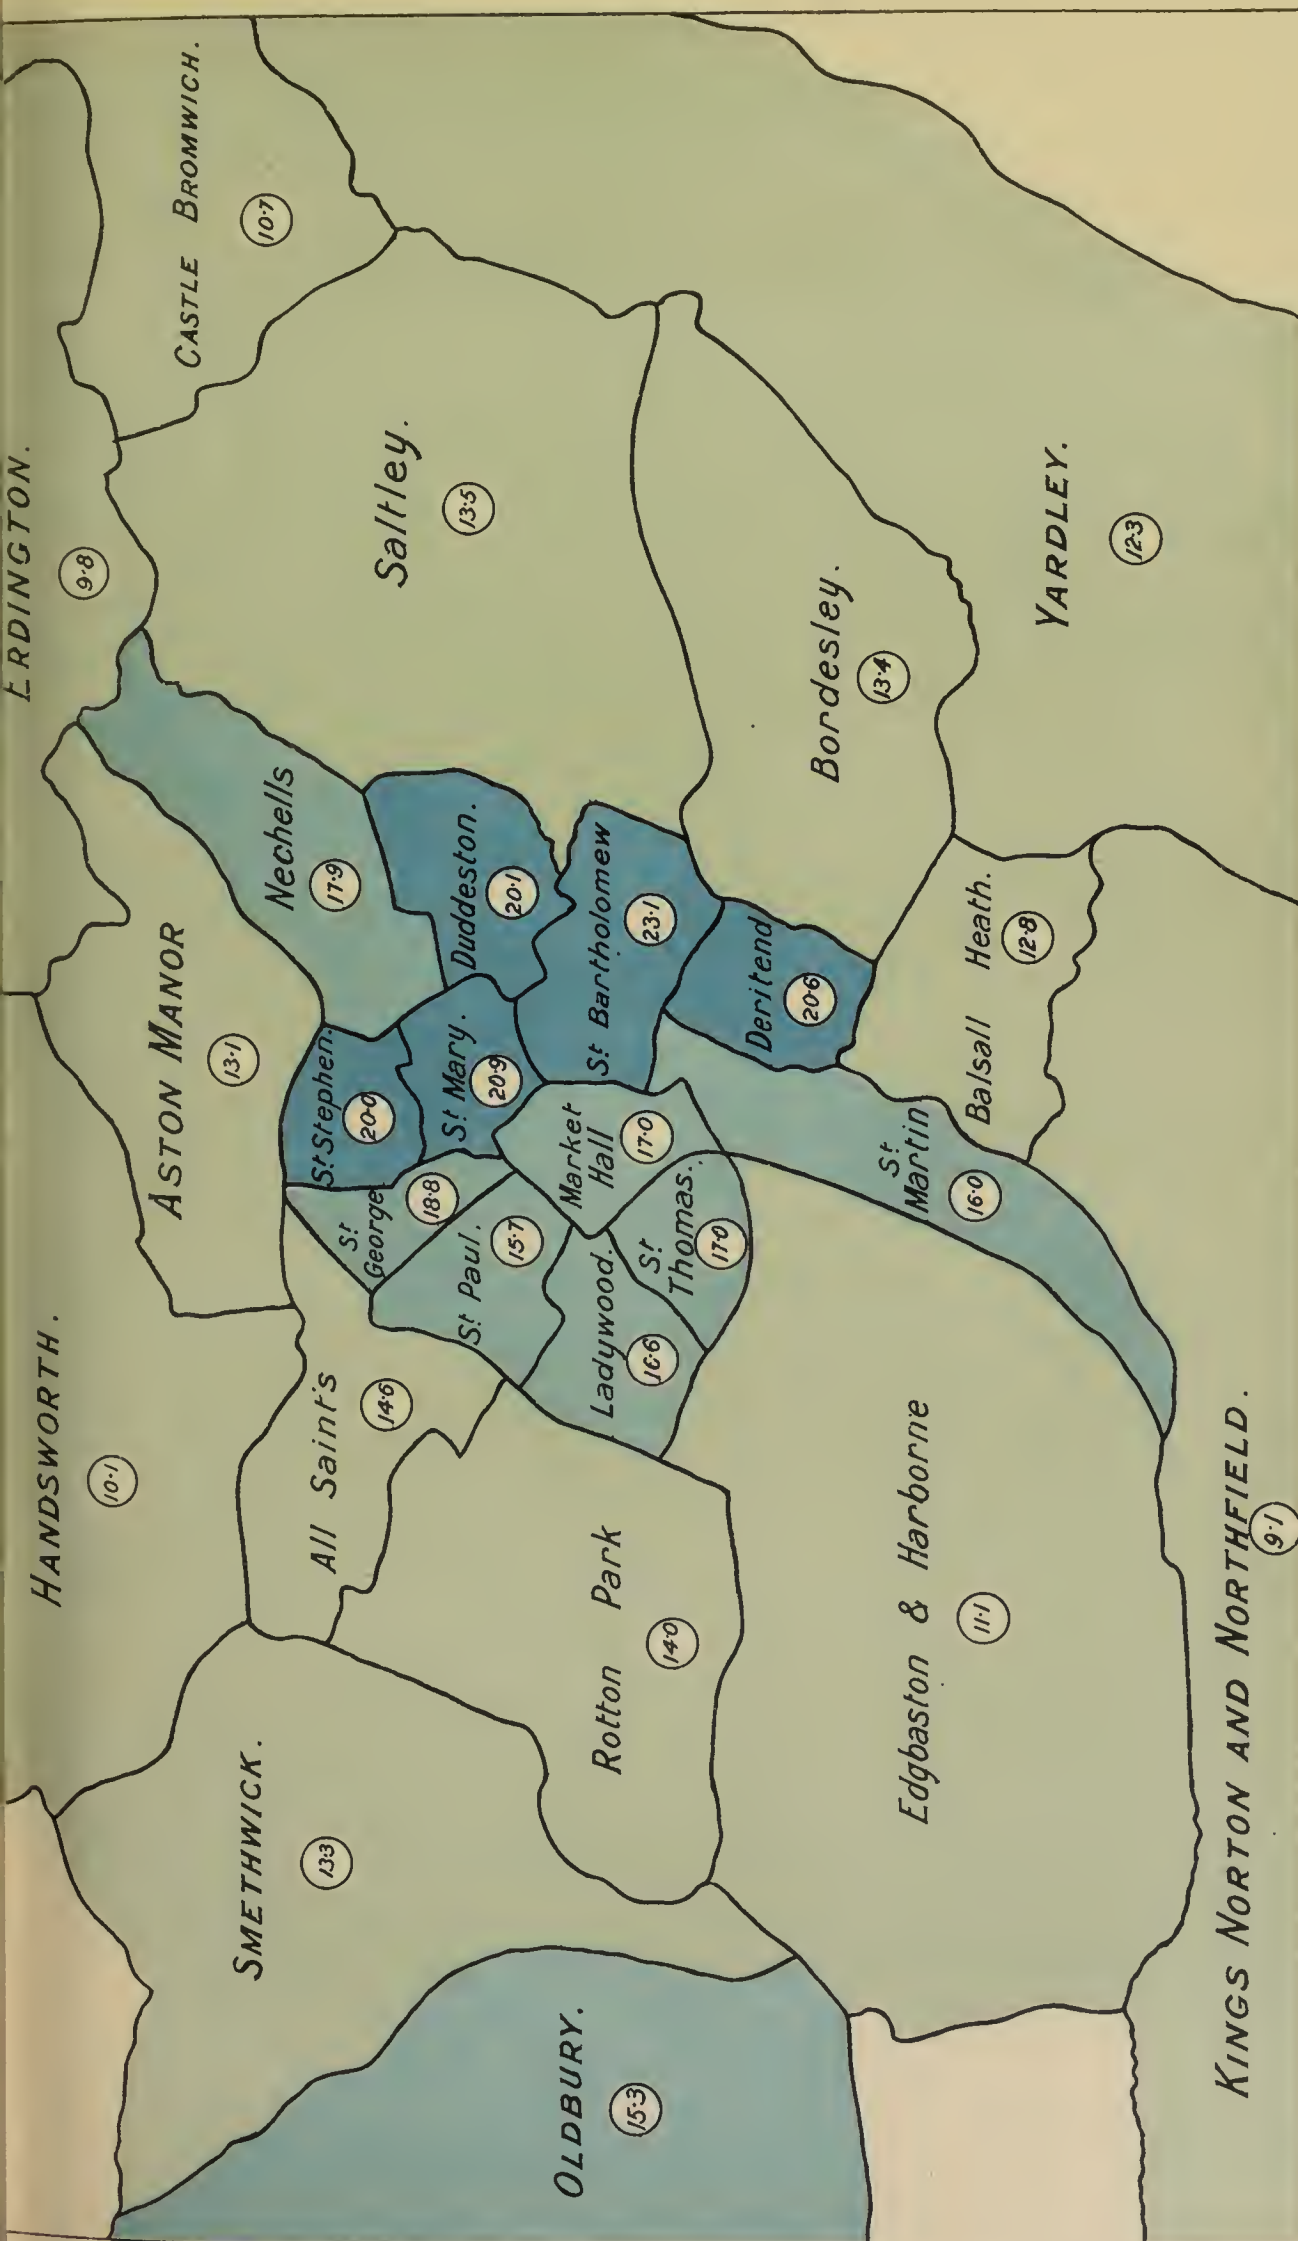 ERDINGTON.
9·8
CASTLE BROMWICH.
10·7
HANDSWORTH.
10·1
ASTON MANOR
13·1
Nechells
17·9
Saltley.
13·5
Duddeston.
20·1
St Stephen.
20·0
St Mary.
20·9
St Bartholomew
23·1
St
George
18·8
St Paul.
15·7
Market
Hall
17·0
Deritend
20·6
Bordesley.
13·4
YARDLEY.
12·3
All Saint's
14·6
Ladywood.
16·6
St
Thomas.
17·0
St
Martin
16·0
Balsall Heath.
12·8
SMETHWICK.
13·3
Rotton Park
14·0
Edgbaston & Harborne
11·1
OLDBURY.
15·3
KINGS NORTON AND NORTHFIELD.
9·1